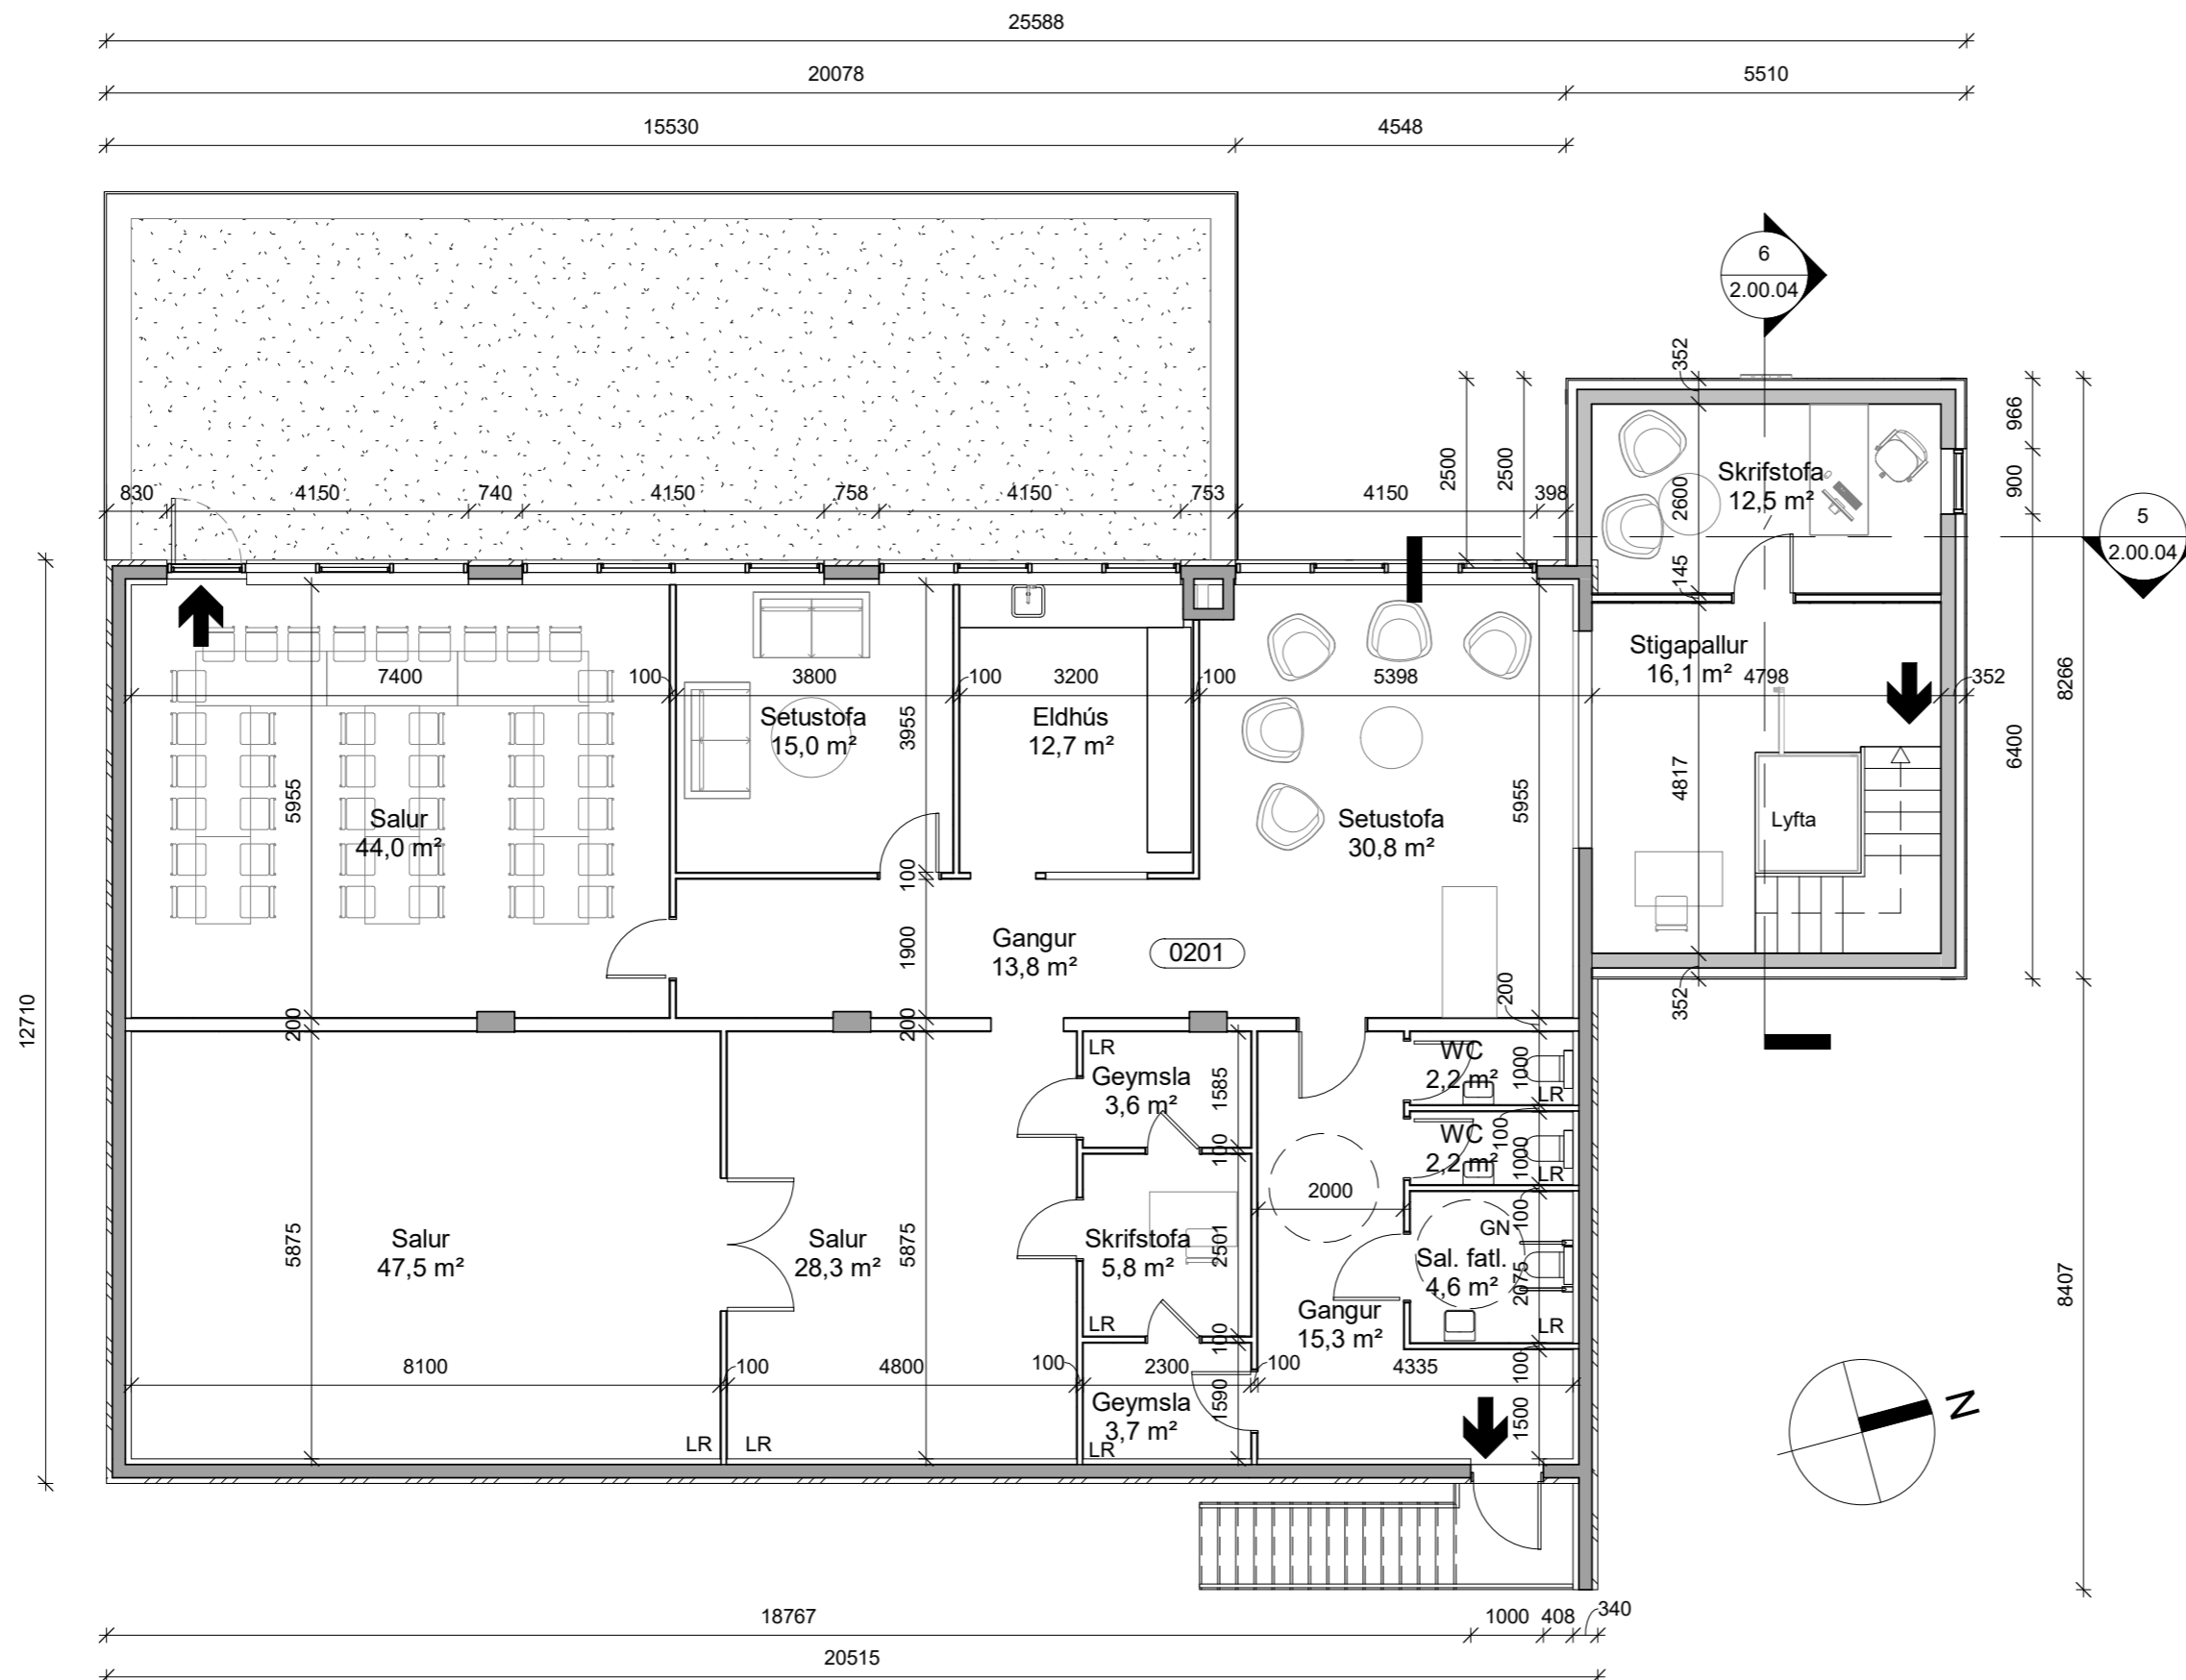 25588
20078
5510
15530
4548
6
2.00.04
352
966
2500
2500
900
830
4150
740
4150
758
4150
753
4150
398
Skrifstofa
12,5 m²
2600
5
2.00.04
145
Stigapallur
16,1 m²
4798
352
7400
100
3800
100
3200
100
5398
8266
Setustofa
15,0 m²
3955
Eldhús
12,7 m²
6400
5955
4817
5955
Salur
44,0 m²
Setustofa
30,8 m²
Lyfta
100
1900
Gangur
13,8 m²
0201
12710
200
200
200
352
LR
Geymsla
3,6 m²
1585
WC
2,2 m²
1000
LR
100
WC
2,2 m²
100
1000
LR
2000
5875
Salur
47,5 m²
Salur
28,3 m²
5875
Skrifstofa
5,8 m²
2501
LR
100
GN
Sal. fatl.
4,6 m²
2075
LR
8407
Gangur
15,3 m²
100
8100
100
4800
100
2300
100
4335
100
Geymsla
3,7 m²
1590
1500
LR
LR
LR
N
18767
1000
408
340
20515